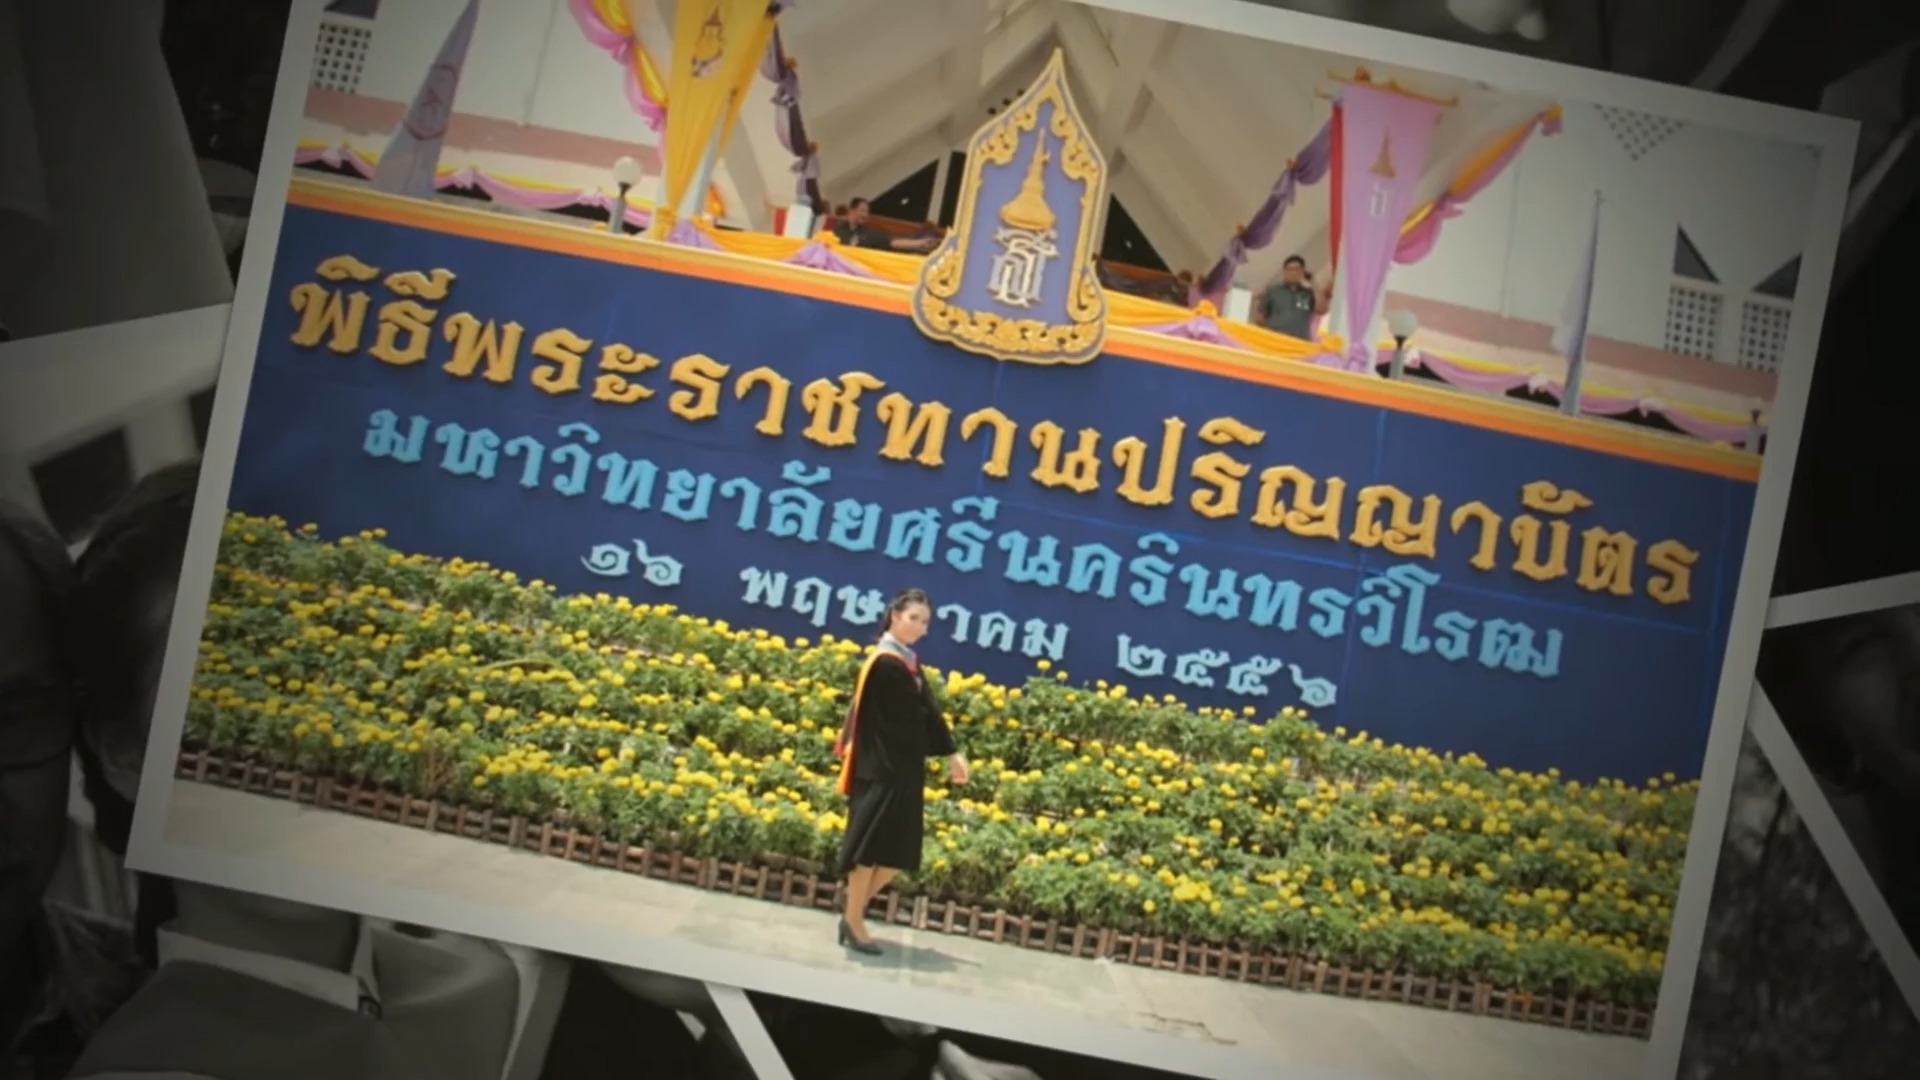 พิธีพระราชทานปริญญาบัตร
มหาวิทยาลัยศรีนครินทรวิโรฒ
๑๖ พฤษ าคม ๒๕๕๖